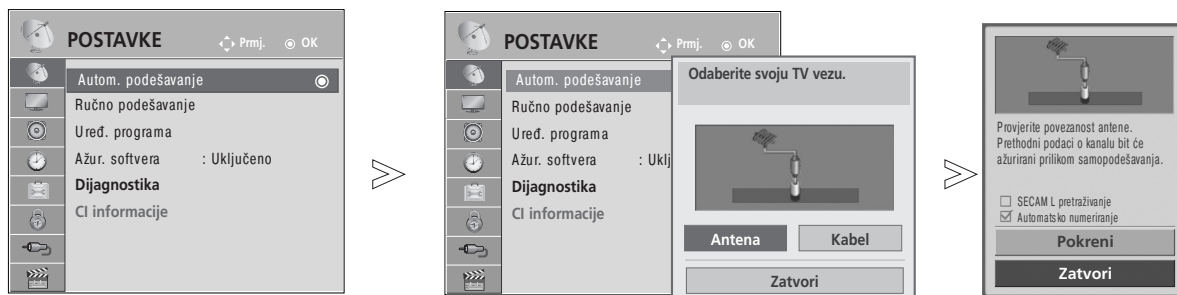 POSTAVKE Prmj. OK
Autom. podešavanje
Ručno podešavanje
Uređ. programa
Ažur. softvera : Uključeno
Dijagnostika
CI informacije
POSTAVKE Prmj. OK
Autom. podešavanje
Ručno podešavanje
Uređ. programa
Ažur. softvera : Uklj
Dijagnostika
CI informacije
Odaberite svoju TV vezu.
Antena Kabel
Zatvori
Provjerite povezanost antene.
Prethodni podaci o kanalu bit će
ažurirani prilikom samopodešavanja.
SECAM L pretraživanje
Automatsko numeriranje
Pokreni
Zatvori